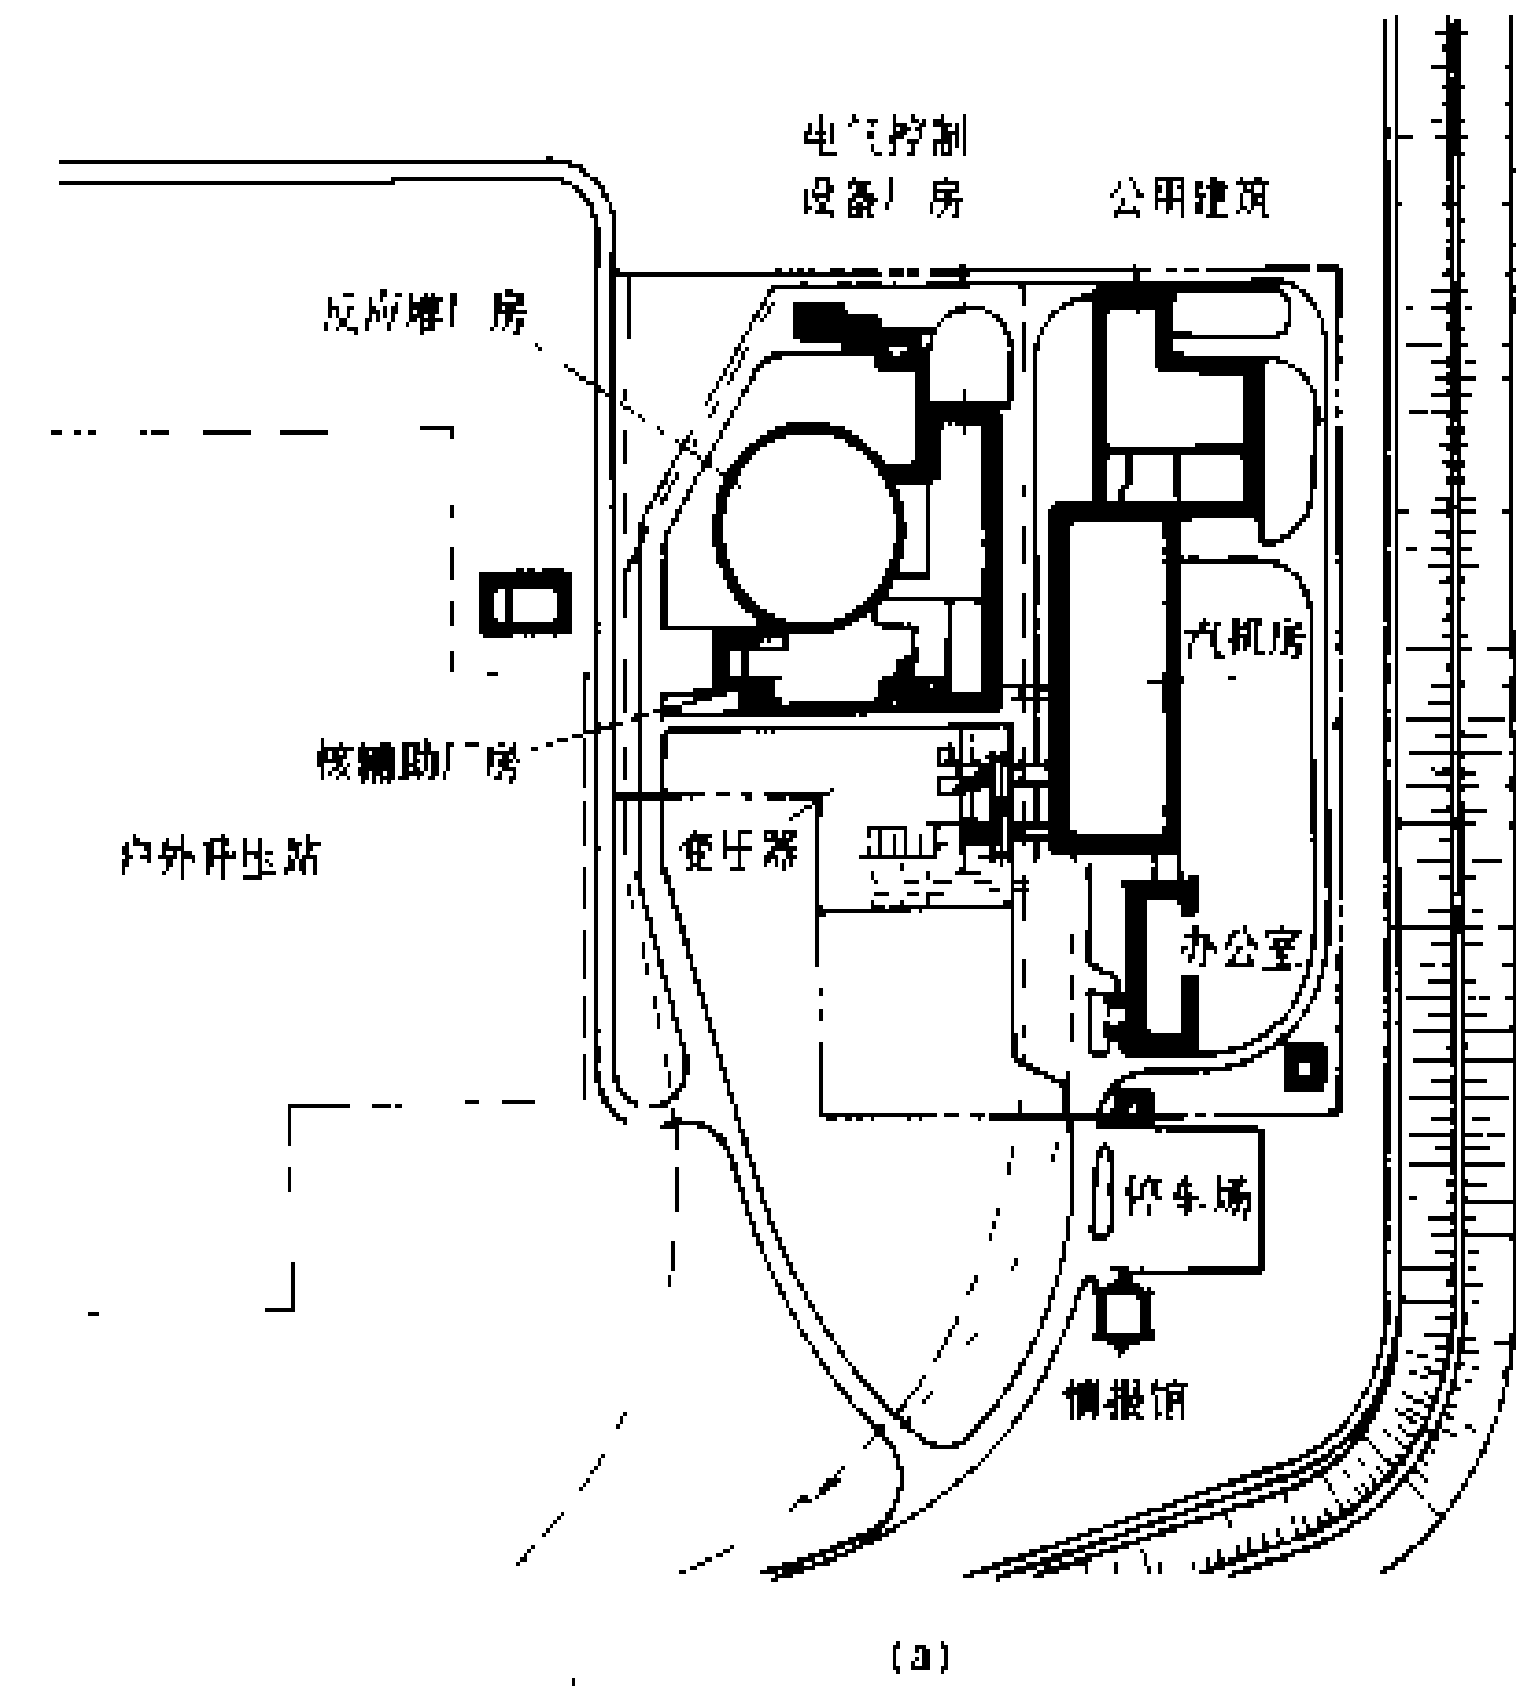 电气控制
设备厂房
公用建筑
反应堆厂房
汽机房
核辅助厂房
变压器
户外升压站
办公室
停车场
情报馆
(a)